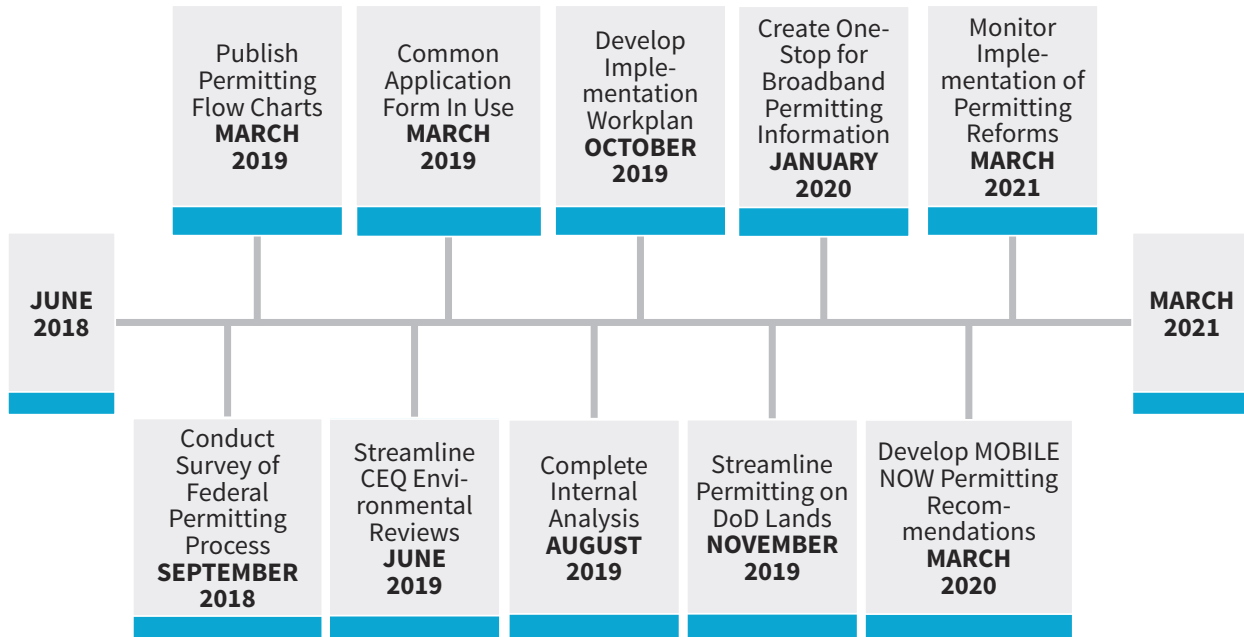 Publish
Permitting
Flow Charts
MARCH
2019
Common
Application
Form In Use
MARCH
2019
Develop
Imple-
mentation
Workplan
OCTOBER
2019
Create One-
Stop for
Broadband
Permitting
Information
JANUARY
2020
Monitor
Imple-
mentation of
Permitting
Reforms
MARCH
2021
JUNE
2018
MARCH
2021
Conduct
Survey of
Federal
Permitting
Process
SEPTEMBER
2018
Streamline
CEQ Envi-
ronmental
Reviews
JUNE
2019
Complete
Internal
Analysis
AUGUST
2019
Streamline
Permitting on
DoD Lands
NOVEMBER
2019
Develop MOBILE
NOW Permitting
Recom-
mendations
MARCH
2020